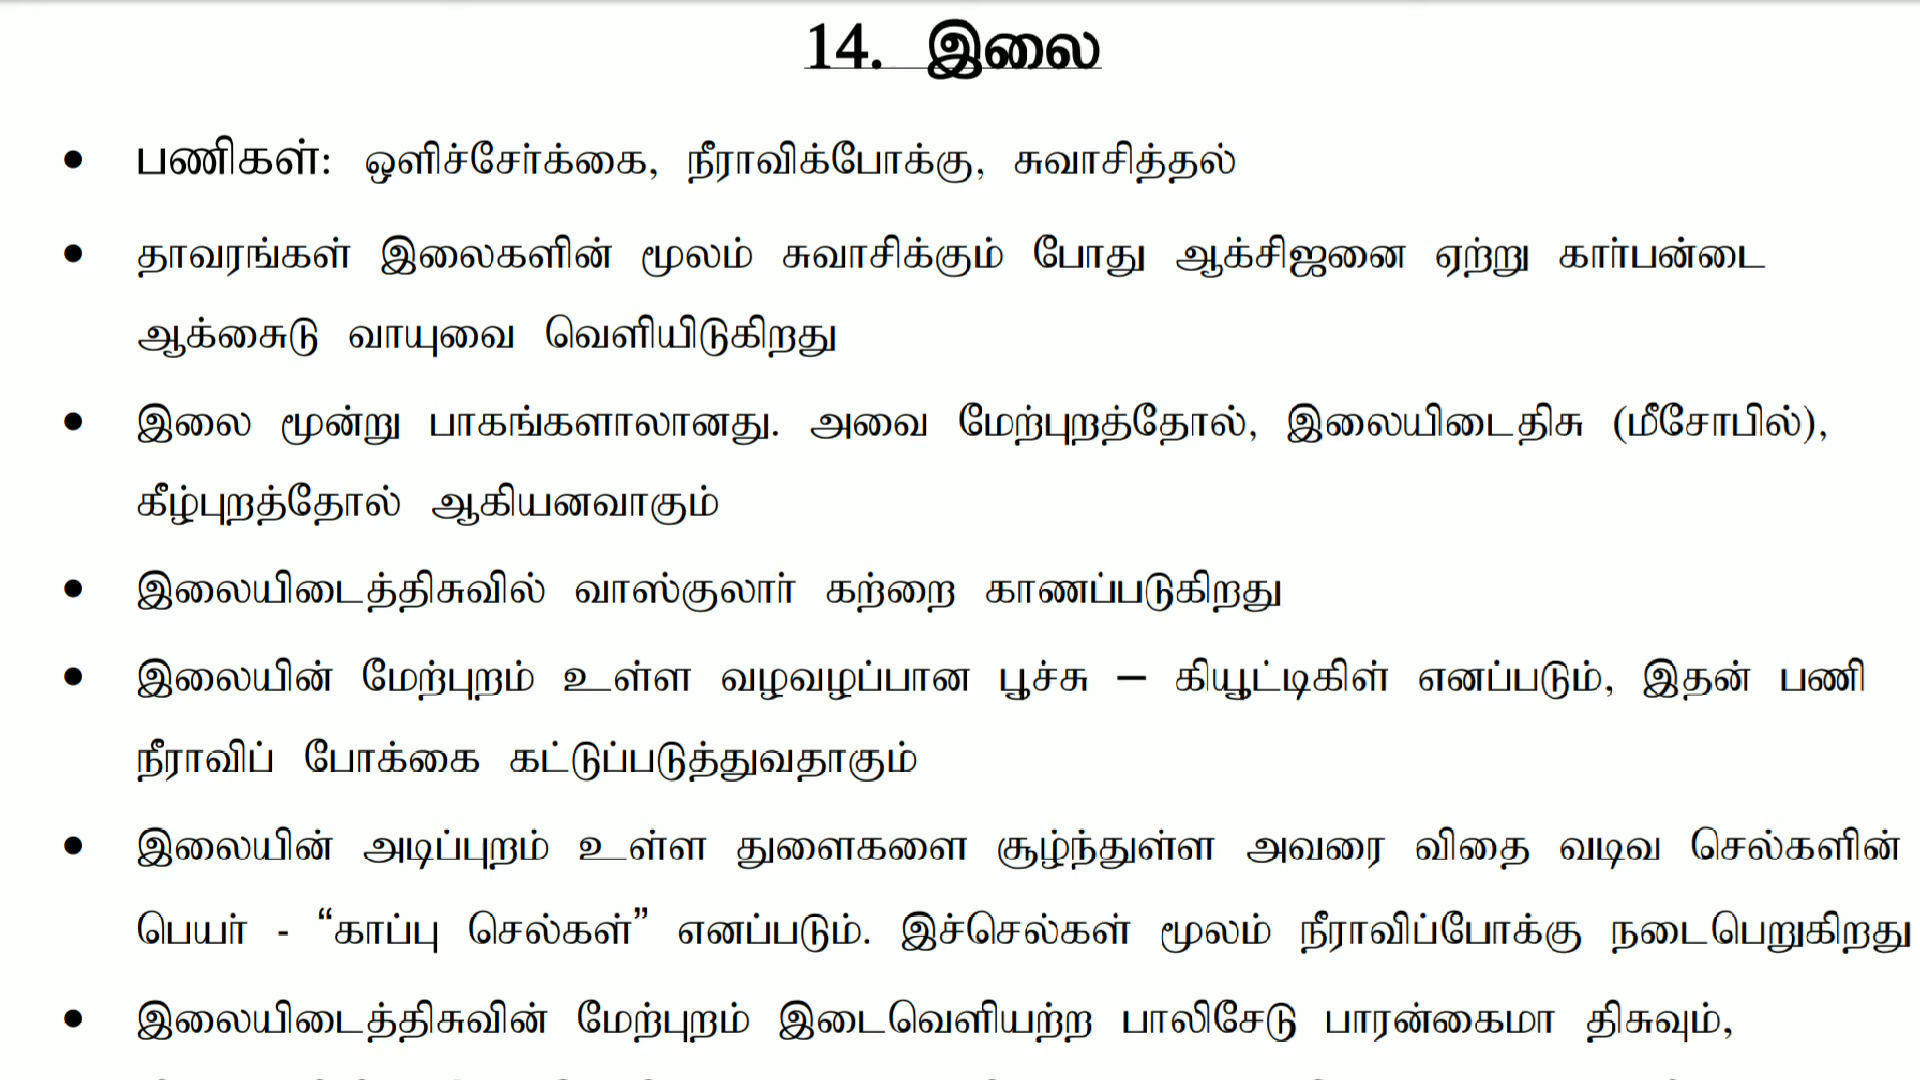 14. இலை
• பணிகள்: ஒளிச்சேர்க்கை, நீராவிக்போக்கு, சுவாசித்தல்
• தாவரங்கள் இலைகளின் மூலம் சுவாசிக்கும் போது ஆக்சிஜனை ஏற்று கார்பன்டை
ஆக்சைடு வாயுவை வெளியிடுகிறது
• இலை மூன்று பாகங்களாலானது. அவை மேற்புறத்தோல், இலையிடைதிசு (மீசோபில்),
கீழ்புறத்தோல் ஆகியனவாகும்
• இலையிடைத்திசுவில் வாஸ்குலார் கற்றை காணப்படுகிறது
• இலையின் மேற்புறம் உள்ள வழவழப்பான பூச்சு – கியூட்டிகிள் எனப்படும், இதன் பணி
நீராவிப் போக்கை கட்டுப்படுத்துவதாகும்
• இலையின் அடிப்புறம் உள்ள துளைகளை சூழ்ந்துள்ள அவரை விதை வடிவ செல்களின்
பெயர் - “காப்பு செல்கள்” எனப்படும். இச்செல்கள் மூலம் நீராவிப்போக்கு நடைபெறுகிறது
• இலையிடைத்திசுவின் மேற்புறம் இடைவெளியற்ற பாலிசேடு பாரன்கைமா திசுவும்,